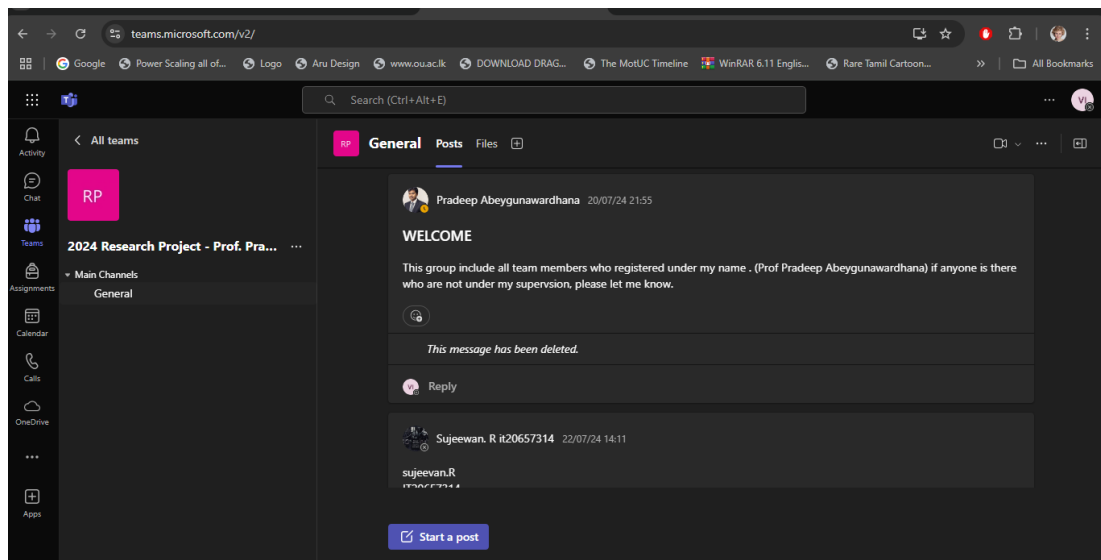 teams.microsoft.com/v2/
Google
Power Scaling all of...
Logo
Aru Design
www.ou.ac.lk
DOWNLOAD DRAG...
The MotUC Timeline
WinRAR 6.11 Englis...
Rare Tamil Cartoon...
All Bookmarks
Search (Ctrl+Alt+E)
VI
Activity
Chat
Teams
Assignments
Calendar
Calls
OneDrive
Apps
All teams
RP
2024 Research Project - Prof. Pra...
Main Channels
General
RP
General
Posts
Files
Pradeep Abeygunawardhana 20/07/24 21:55
WELCOME
This group include all team members who registered under my name . (Prof Pradeep Abeygunawardhana) if anyone is there
who are not under my supervsion, please let me know.
This message has been deleted.
VI
Reply
Sujeewan. R it20657314 22/07/24 14:11
sujeevan.R
IT20657314
Start a post